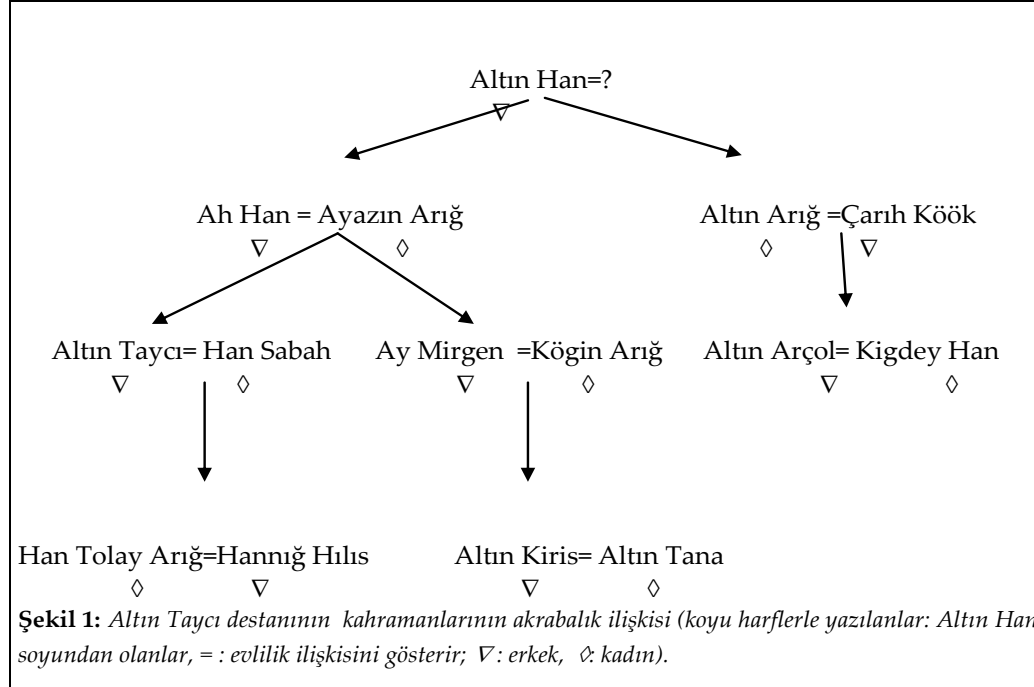 Altın Han=?
∇
Ah Han = Ayazın Arığ
Altın Arığ =Çarıh Köök
∇ ◊
◊ ∇
Altın Taycı= Han Sabah
Ay Mirgen =Kögin Arığ
Altın Arçol= Kigdey Han
∇ ◊
∇ ◊
∇ ◊
Han Tolay Arığ=Hannığ Hılıs
Altın Kiris= Altın Tana
◊ ∇
∇ ◊
Şekil 1: Altın Taycı destanının kahramanlarının akrabalık ilişkisi (koyu harflerle yazılanlar: Altın Han
soyundan olanlar, = : evlilik ilişkisini gösterir; ∇: erkek, ◊: kadın).